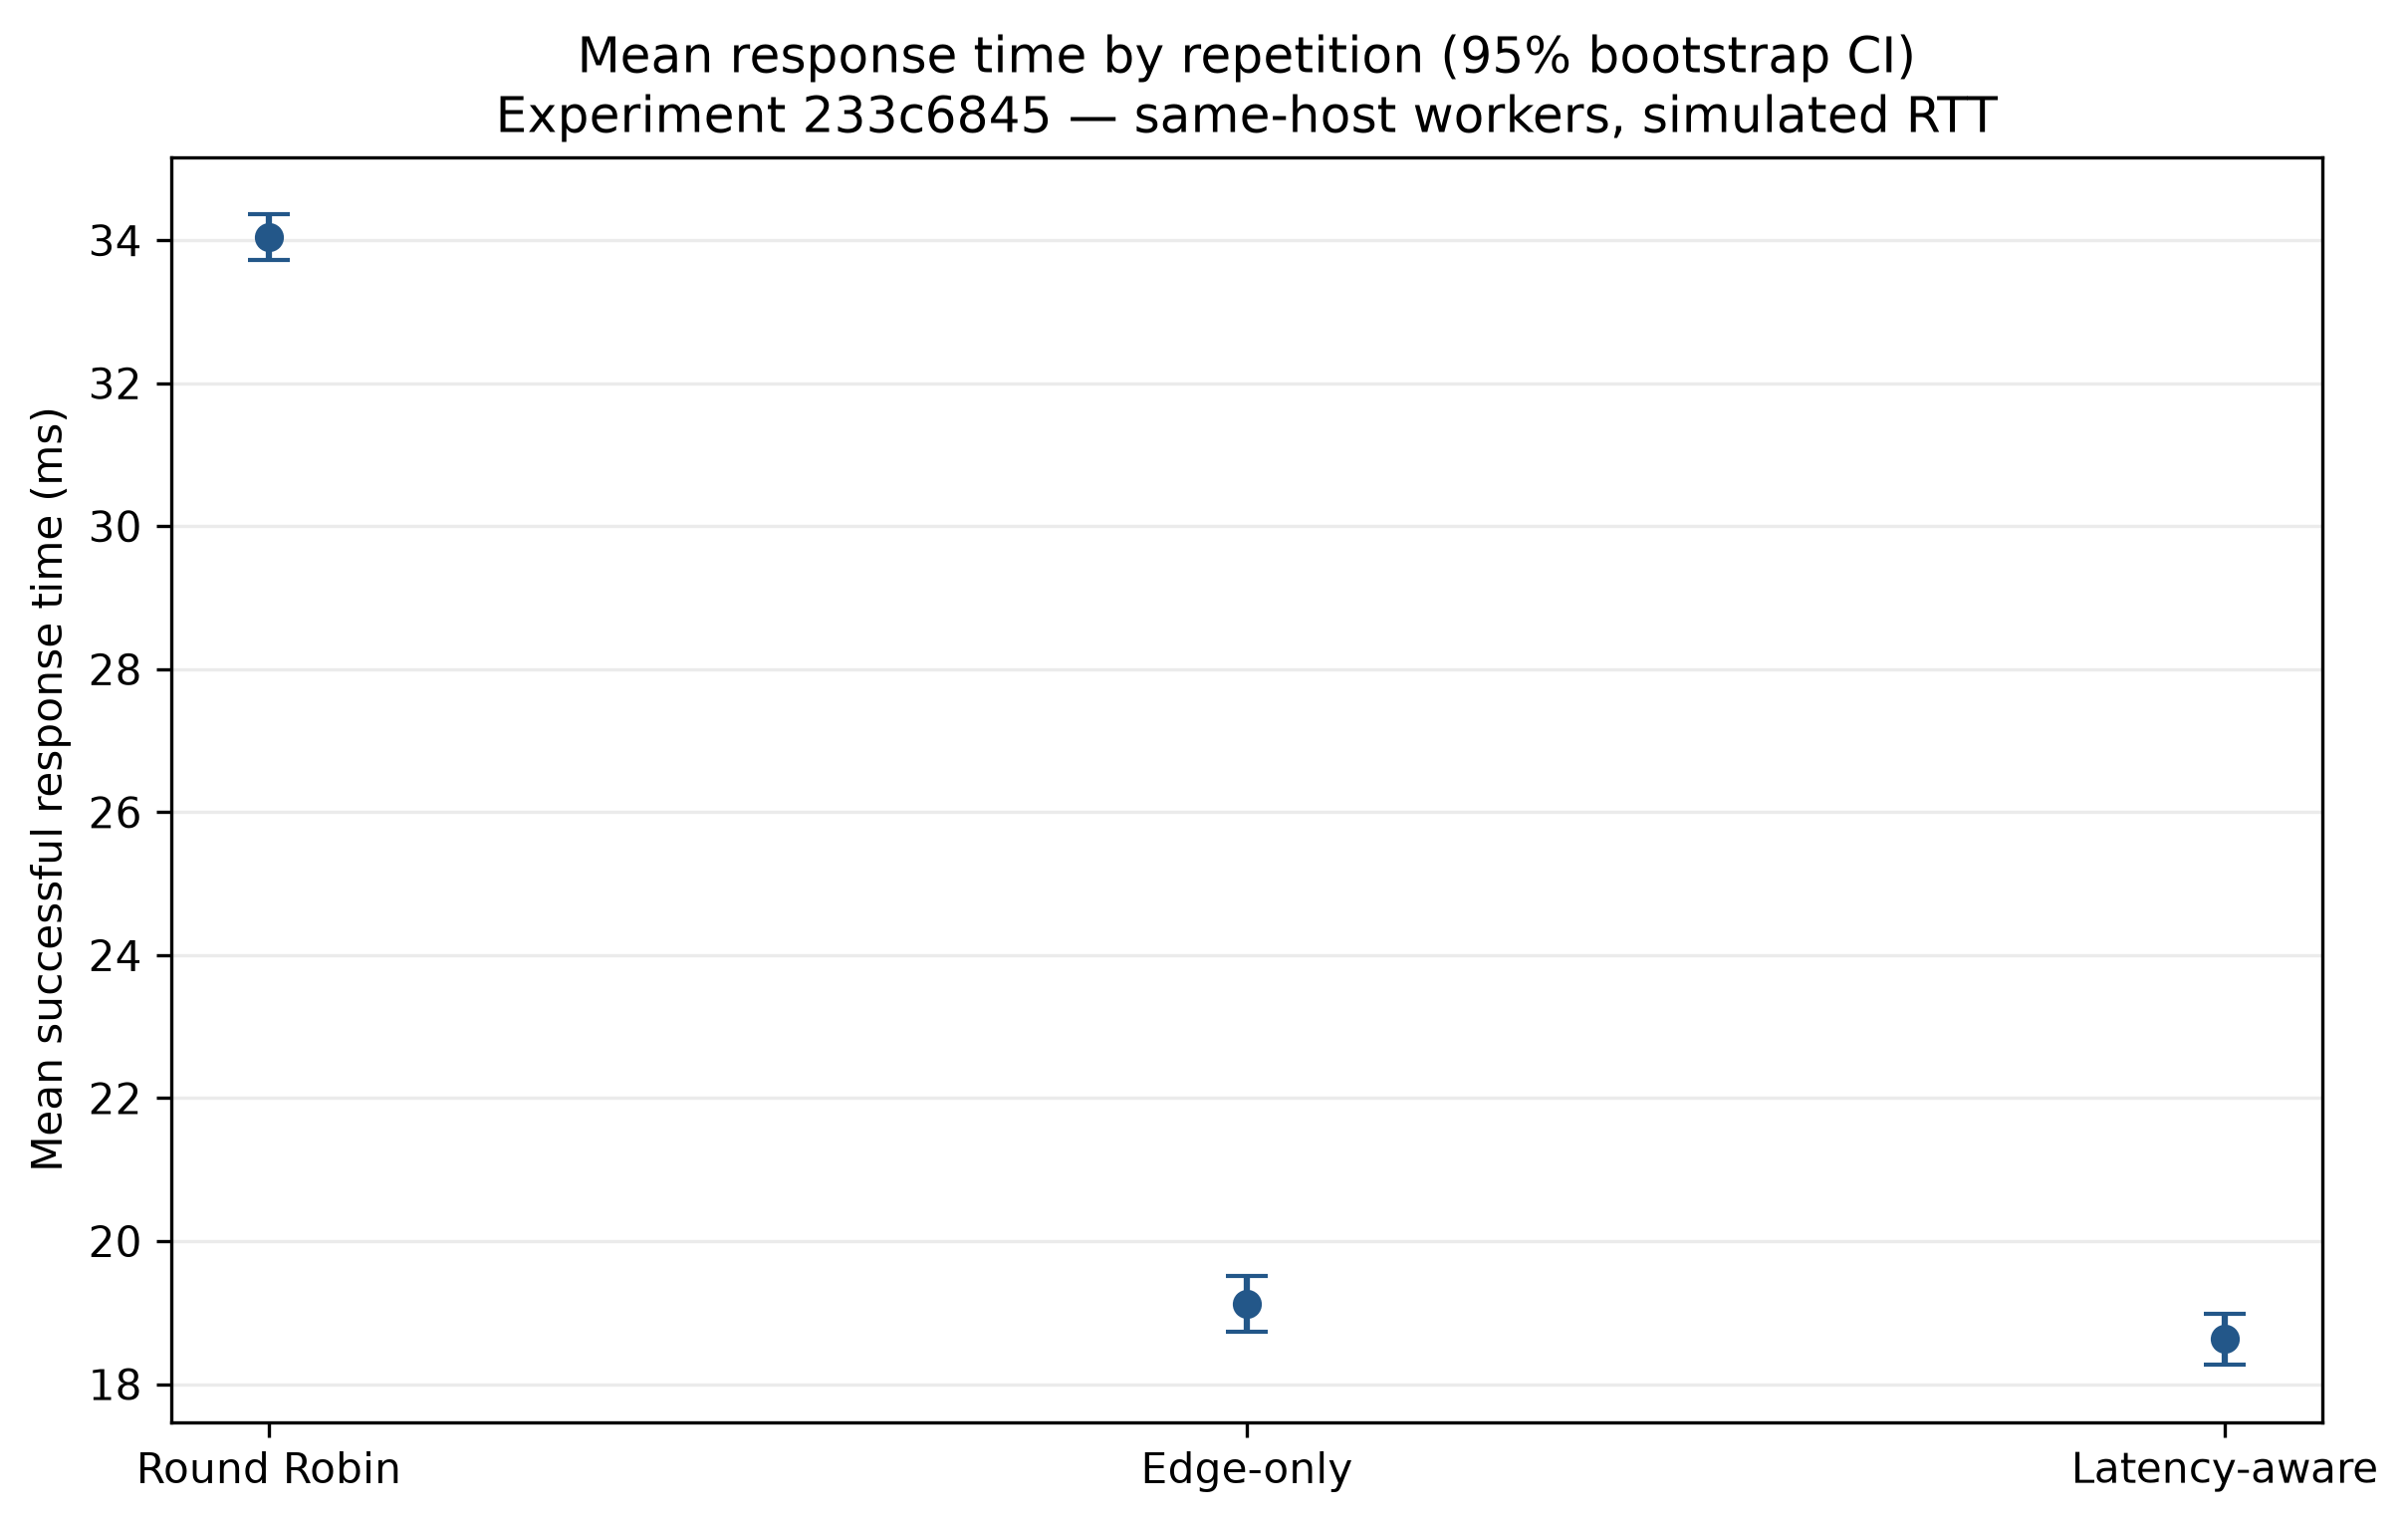 Mean response time by repetition (95% bootstrap CI)
Experiment 233c6845 — same-host workers, simulated RTT
Mean successful response time (ms)
34
32
30
28
26
24
22
20
18
Round Robin
Edge-only
Latency-aware